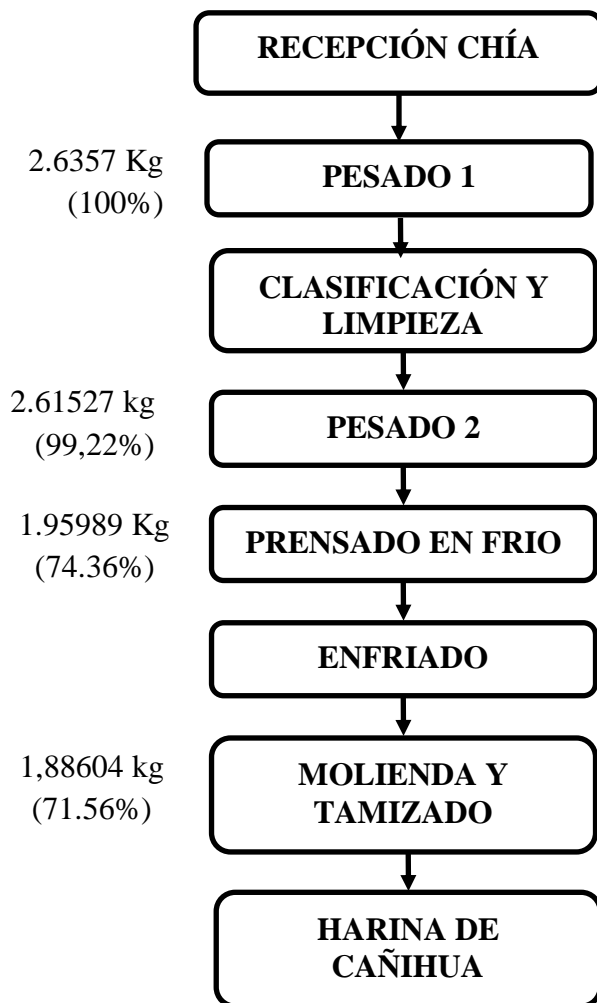 RECEPCIÓN CHÍA
2.6357 Kg
(100%)
PESADO 1
CLASIFICACIÓN Y
LIMPIEZA
2.61527 kg
(99,22%)
PESADO 2
1.95989 Kg
(74.36%)
PRENSADO EN FRIO
ENFRIADO
1,88604 kg
(71.56%)
MOLIENDA Y
TAMIZADO
HARINA DE
CAÑIHUA